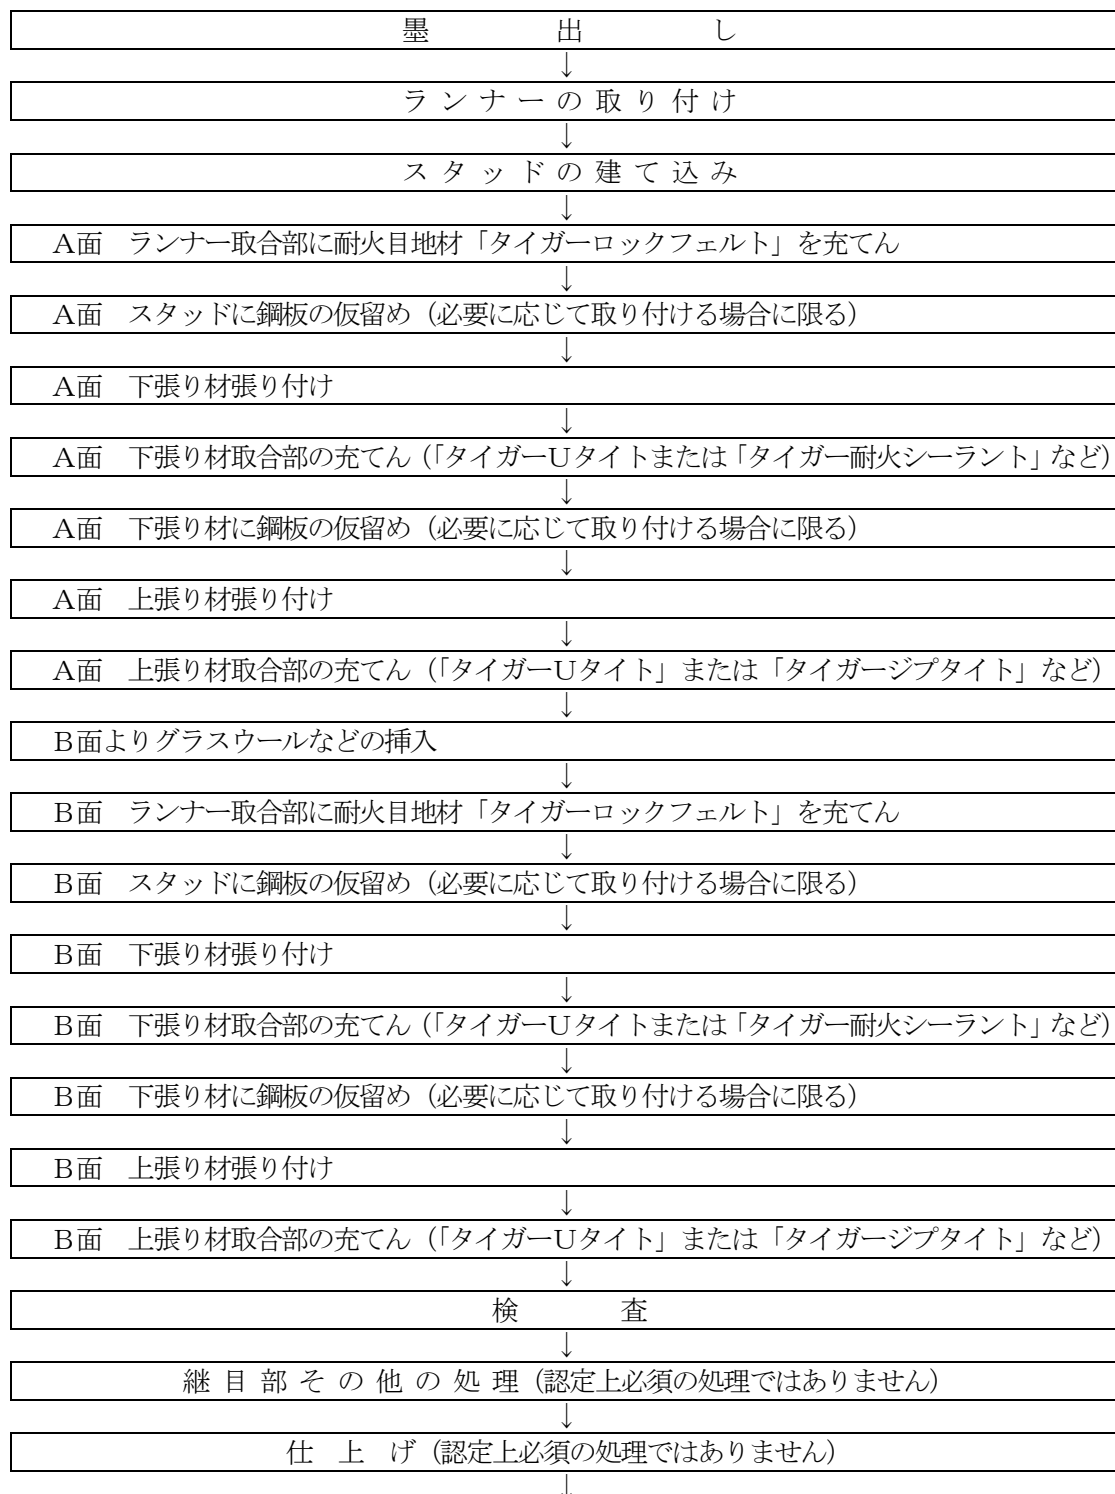 墨 出 し
↓
ランナーの取り付け
↓
スタッドの建て込み
↓
A面 ランナー取合部に耐火目地材「タイガーロックフェルト」を充てん
↓
A面 スタッドに鋼板の仮留め(必要に応じて取り付ける場合に限る)
↓
A面 下張り材張り付け
↓
A面 下張り材取合部の充てん(「タイガーUタイトまたは「タイガー耐火シーラント」など)
↓
A面 下張り材に鋼板の仮留め(必要に応じて取り付ける場合に限る)
↓
A面 上張り材張り付け
↓
A面 上張り材取合部の充てん(「タイガーUタイト」または「タイガージプタイト」など)
↓
B面よりグラスウールなどの挿入
↓
B面 ランナー取合部に耐火目地材「タイガーロックフェルト」を充てん
↓
B面 スタッドに鋼板の仮留め(必要に応じて取り付ける場合に限る)
↓
B面 下張り材張り付け
↓
B面 下張り材取合部の充てん(「タイガーUタイトまたは「タイガー耐火シーラント」など)
↓
B面 下張り材に鋼板の仮留め(必要に応じて取り付ける場合に限る)
↓
B面 上張り材張り付け
↓
B面 上張り材取合部の充てん(「タイガーUタイト」または「タイガージプタイト」など)
↓
検 査
↓
継目部その他の処理(認定上必須の処理ではありません)
↓
仕 上 げ(認定上必須の処理ではありません)
↓